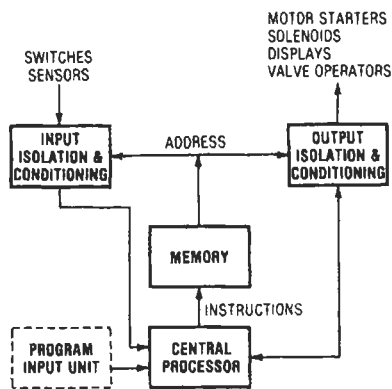 MOTOR STARTERS
SOLENOIDS
DISPLAYS
VALVE OPERATORS
SWITCHES
SENSORS
INPUT
ISOLATION &
CONDITIONING
ADDRESS
OUTPUT
ISOLATION &
CONDITIONING
MEMORY
INSTRUCTIONS
PROGRAM
INPUT UNIT
CENTRAL
PROCESSOR